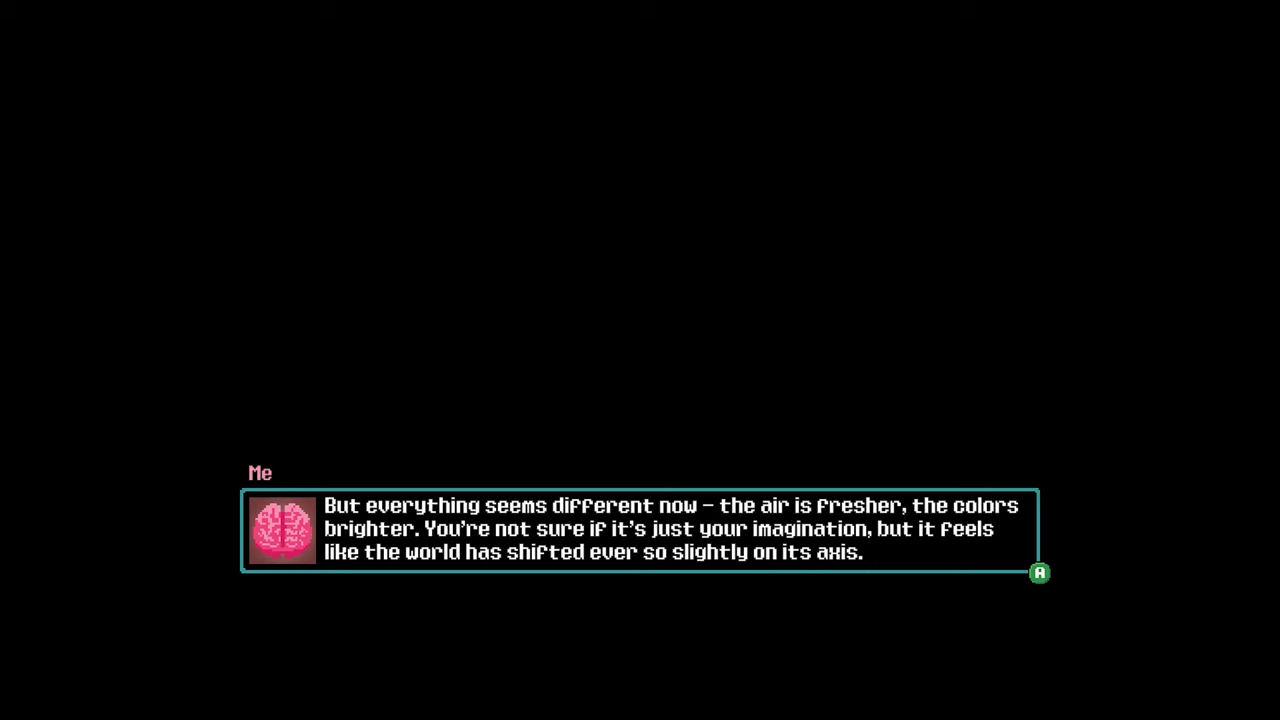 Me
But everything seems different now – the air is fresher, the colors
brighter. You're not sure if it's just your imagination, but it feels
like the world has shifted ever so slightly on its axis.
A